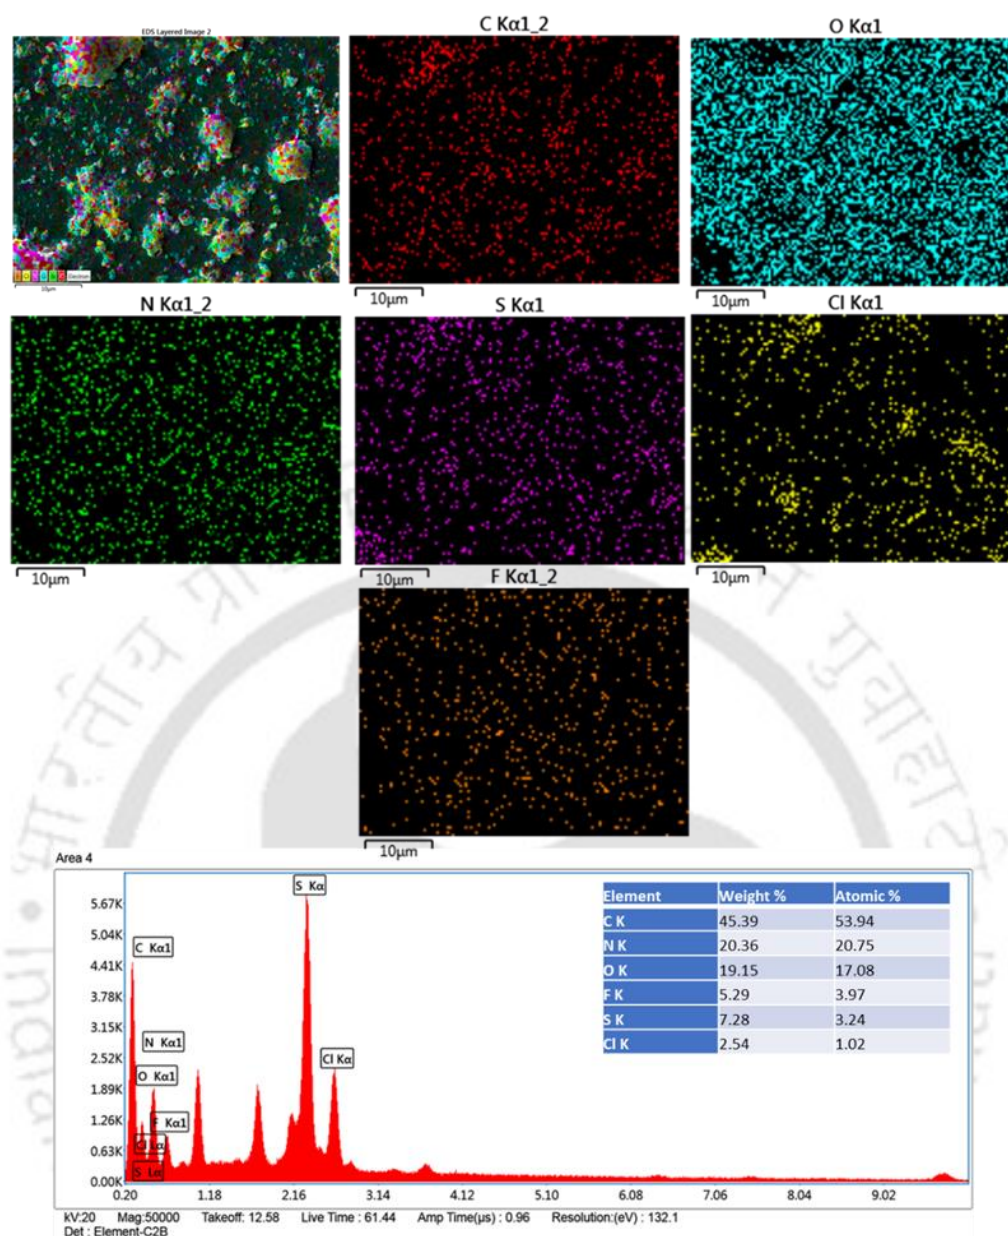 EDS Layered Image 2
C Kα1_2
O Kα1
Electron
10μm
10μm
10μm
N Kα1_2
S Kα1
Cl Kα1
10μm
10μm
10μm
F Kα1_2
10μm
Area 4
5.67K
5.04K
4.41K
3.78K
3.15K
2.52K
1.89K
1.26K
0.63K
0.00K
S Kα
C Kα1
N Kα1
O Kα1
F Kα1
Cl Lα
S Lα
Cl Kα
Element Weight % Atomic %
C K 45.39 53.94
N K 20.36 20.75
O K 19.15 17.08
F K 5.29 3.97
S K 7.28 3.24
Cl K 2.54 1.02
0.20 1.18 2.16 3.14 4.12 5.10 6.08 7.06 8.04 9.02
kV:20 Mag:50000 Takeoff: 12.58 Live Time : 61.44 Amp Time(μs) : 0.96 Resolution:(eV) : 132.1
Det : Element-C2B